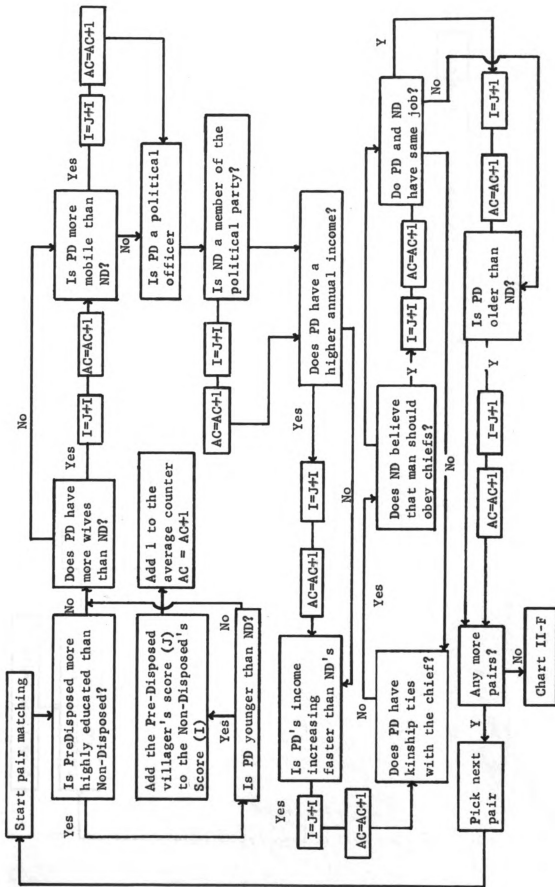 Start pair matching
Is PreDisposed more
highly educated than
Non-Disposed?
Yes
No
Add the Pre-Disposed
villager's score (J)
to the Non-Disposed's
Score (I)
Yes
No
Is PD younger than ND?
Add 1 to the
average counter
AC = AC+1
Does PD have
more wives
than ND?
No
Yes
I=J+I
AC=AC+1
Is PD more
mobile than
ND?
Yes
No
I=J+I
AC=AC+1
Is PD a political
officer
Is ND a member of the
political party?
I=J+I
AC=AC+1
Does PD have a
higher annual income?
Yes
No
I=J+I
AC=AC+1
Is PD's income
increasing
faster than ND's
Yes
I=J+I
AC=AC+1
Does PD have
kinship ties
with the chief?
No
Yes
No
Does ND believe
that man should
obey chiefs?
Y
I=J+I
AC=AC+1
Do PD and ND
have same job?
Y
No
I=J+1
AC=AC+1
Is PD
older than
ND?
Y
I=J+1
AC=AC+1
Any more
pairs?
Y
No
Pick next
pair
Chart II-F